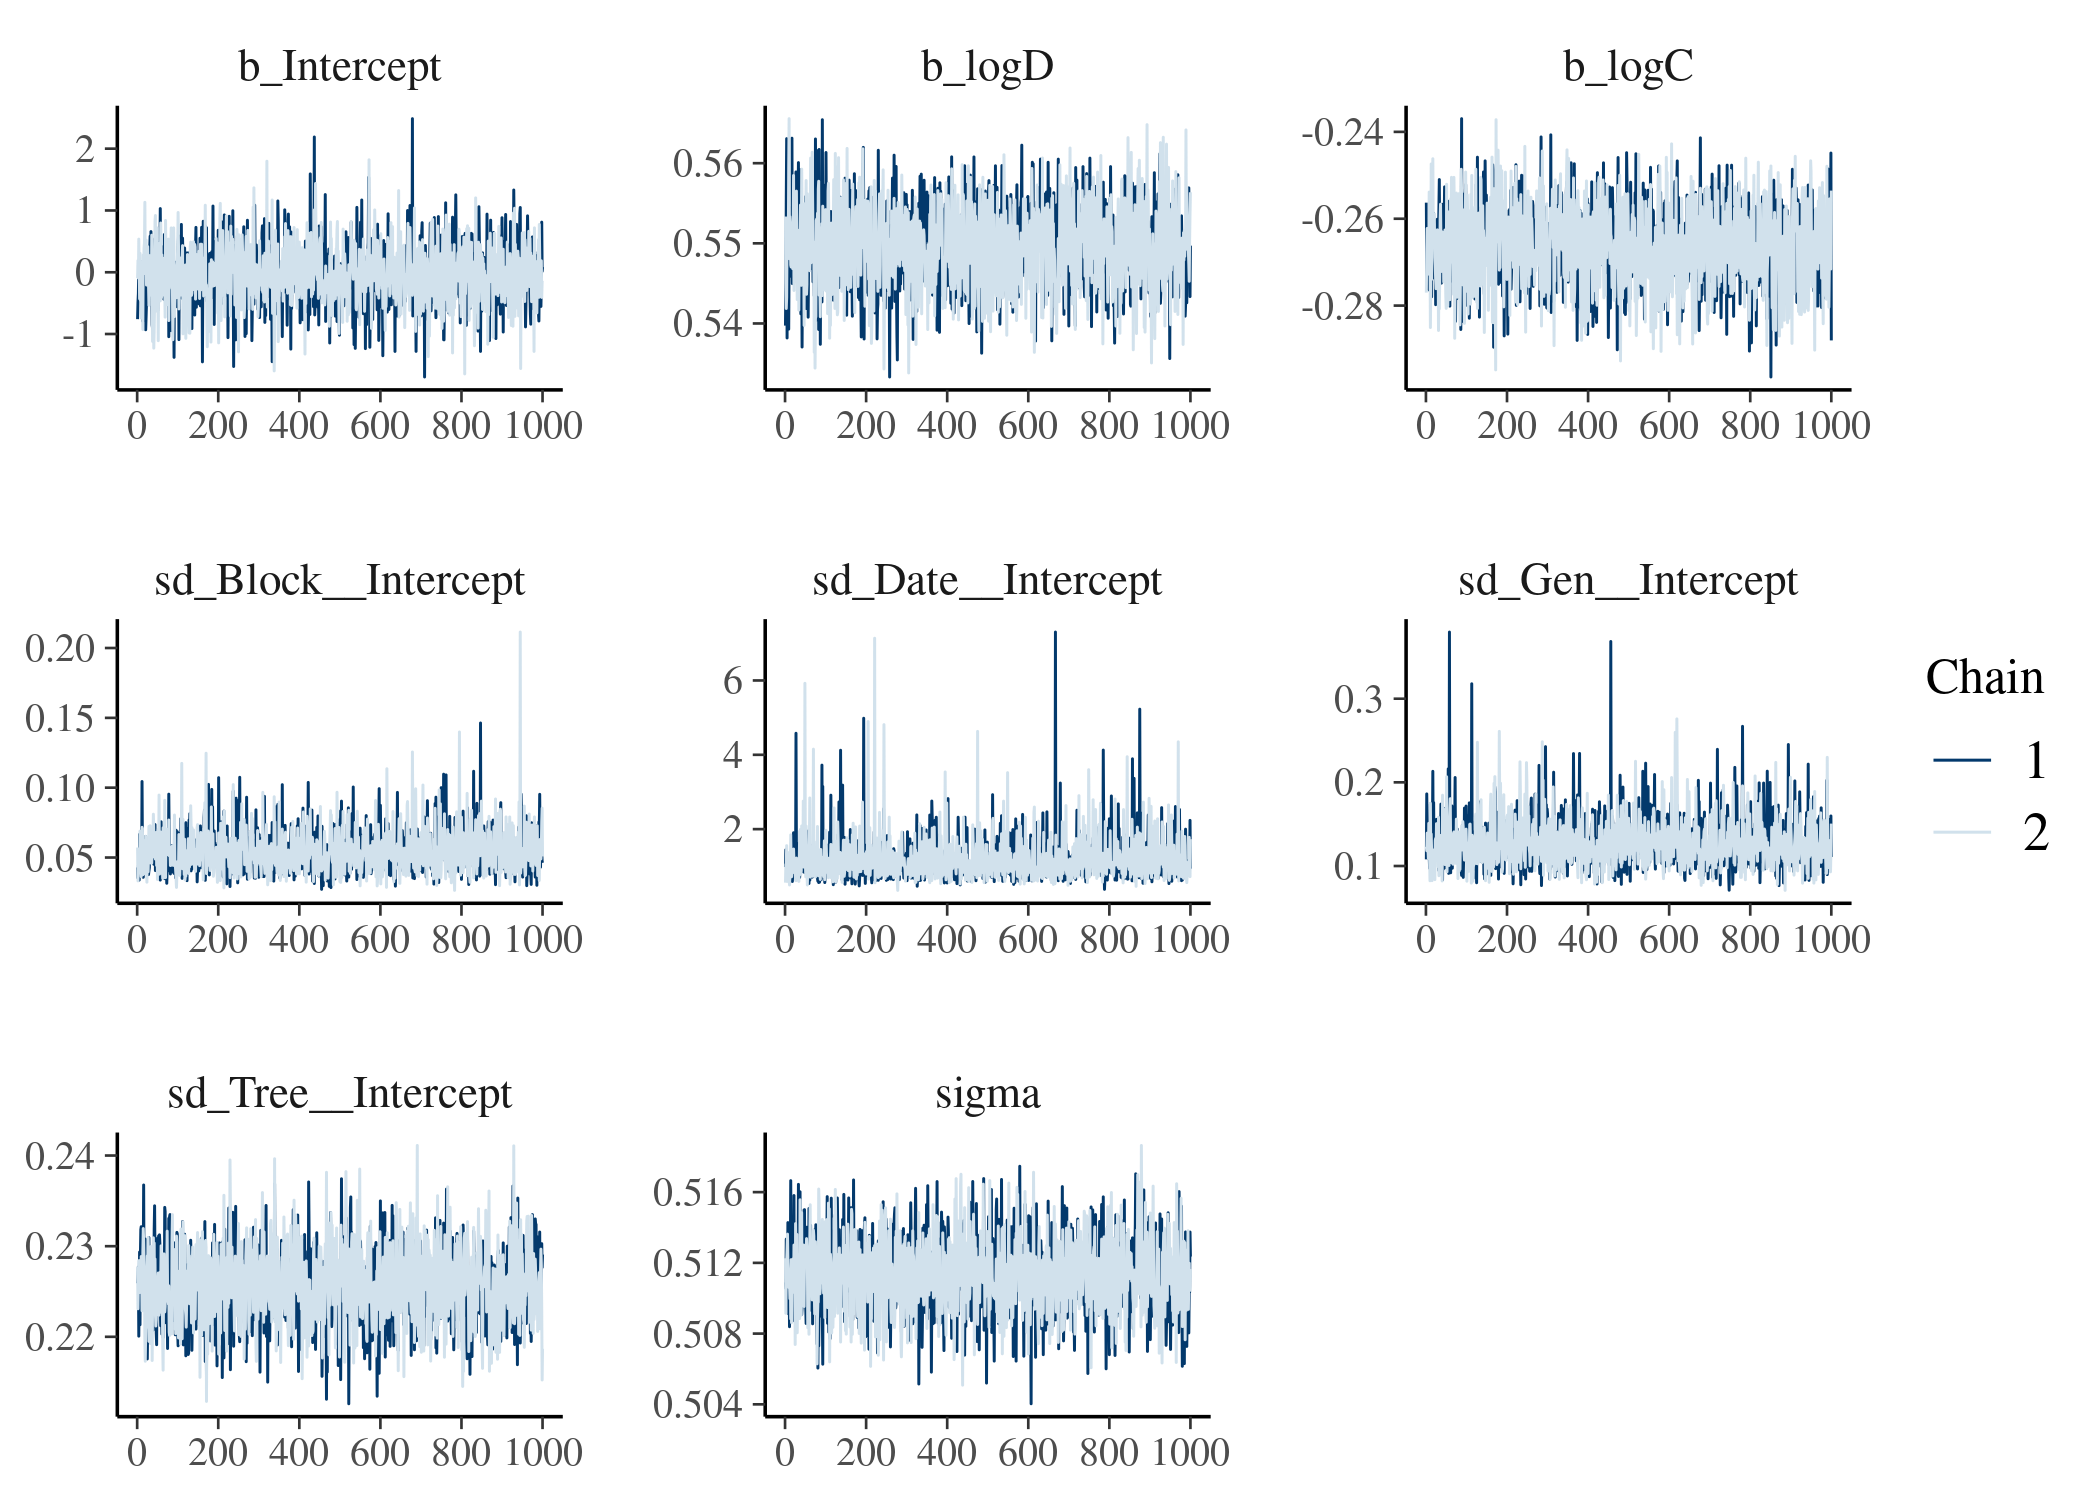 b_Intercept
2
1
0
-1
0 200 400 600 800 1000
b_logD
0.56
0.55
0.54
0 200 400 600 800 1000
b_logC
-0.24
-0.26
-0.28
0 200 400 600 800 1000
sd_Block__Intercept
0.20
0.15
0.10
0.05
0 200 400 600 800 1000
sd_Date__Intercept
6
4
2
0 200 400 600 800 1000
sd_Gen__Intercept
0.3
0.2
0.1
0 200 400 600 800 1000
Chain
1
2
sd_Tree__Intercept
0.24
0.23
0.22
0 200 400 600 800 1000
sigma
0.516
0.512
0.508
0.504
0 200 400 600 800 1000